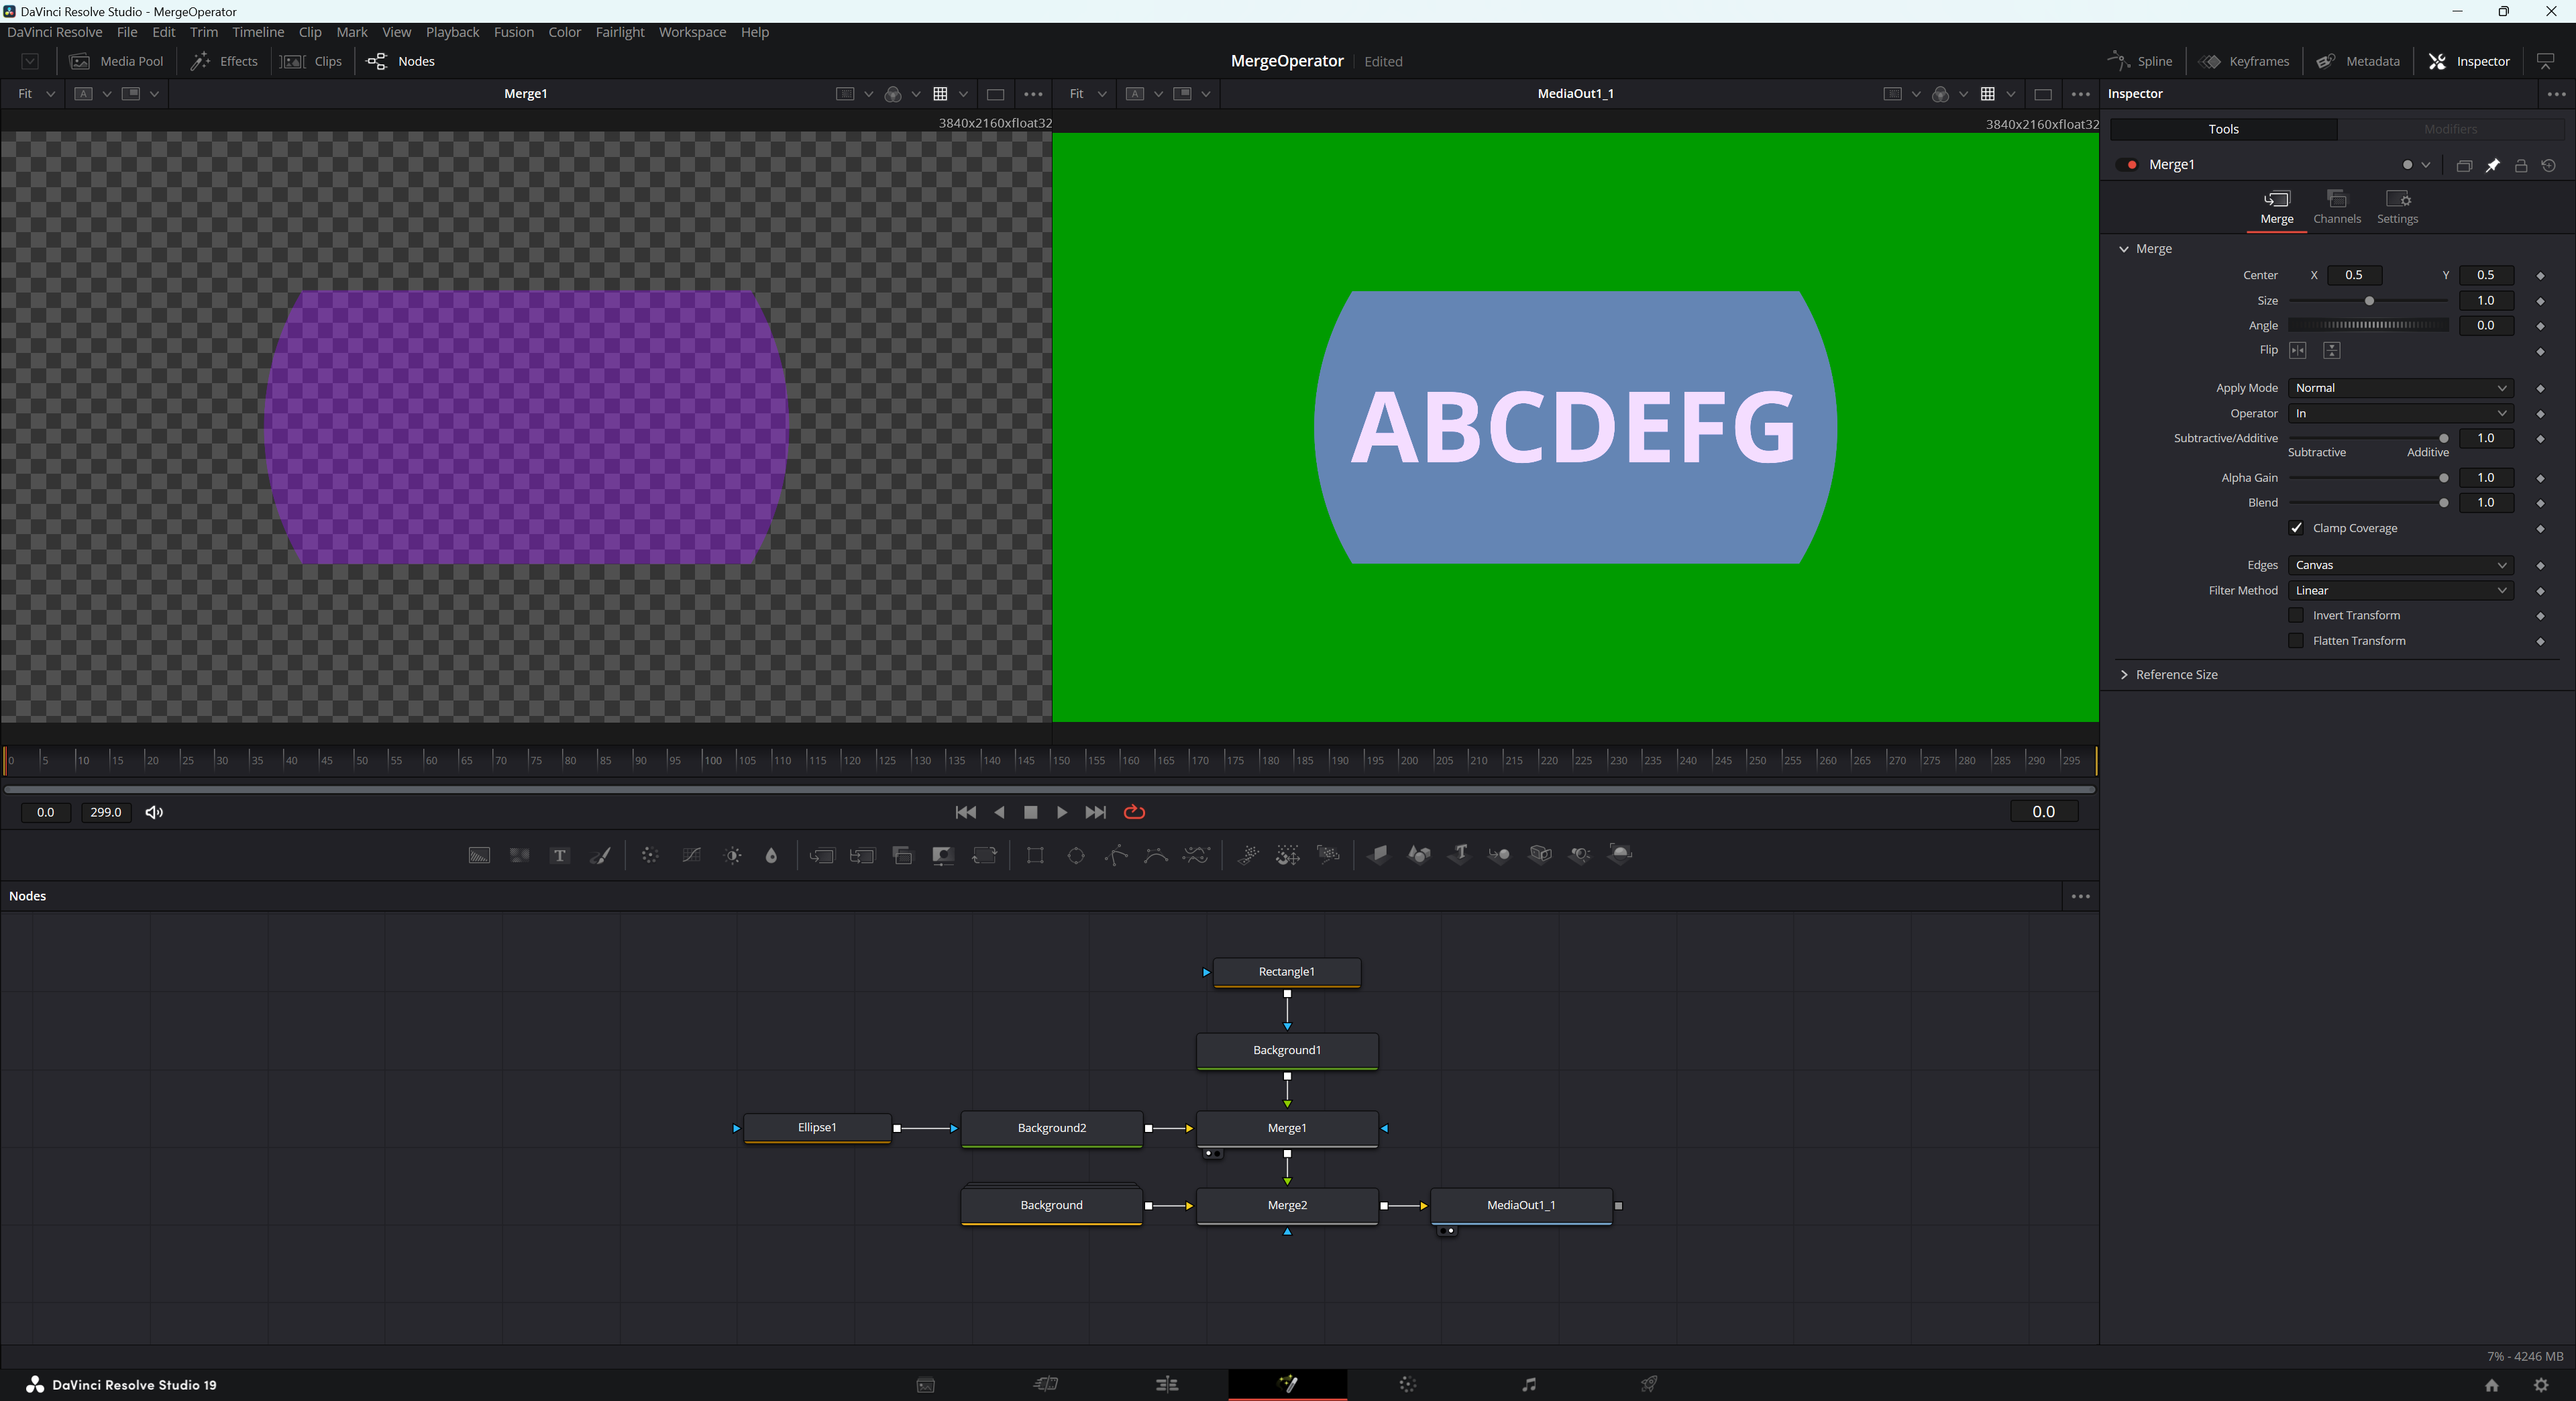 DaVinci Resolve Studio - MergeOperator
DaVinci Resolve File Edit Trim Timeline Clip Mark View Playback Fusion Color Fairlight Workspace Help
Media Pool Effects Clips Nodes MergeOperator Edited Spline Keyframes Metadata Inspector
Fit A Merge1 Fit A MediaOut1_1 Inspector
3840x2160xfloat32 3840x2160xfloat32
Tools Modifiers
Merge1
Merge Channels Settings
Merge
Center X 0.5 Y 0.5
Size 1.0
Angle 0.0
Flip
Apply Mode Normal
Operator In
Subtractive/Additive 1.0
Subtractive Additive
Alpha Gain 1.0
Blend 1.0
Clamp Coverage
Edges Canvas
Filter Method Linear
Invert Transform
Flatten Transform
Reference Size
ABCDEFG
0 5 10 15 20 25 30 35 40 45 50 55 60 65 70 75 80 85 90 95 100 105 110 115 120 125 130 135 140 145 150 155 160 165 170 175 180 185 190 195 200 205 210 215 220 225 230 235 240 245 250 255 260 265 270 275 280 285 290 295
0.0 299.0 0.0
T
T
Nodes
Rectangle1
Background1
Ellipse1 Background2 Merge1
Background Merge2 MediaOut1_1
7% - 4246 MB
DaVinci Resolve Studio 19